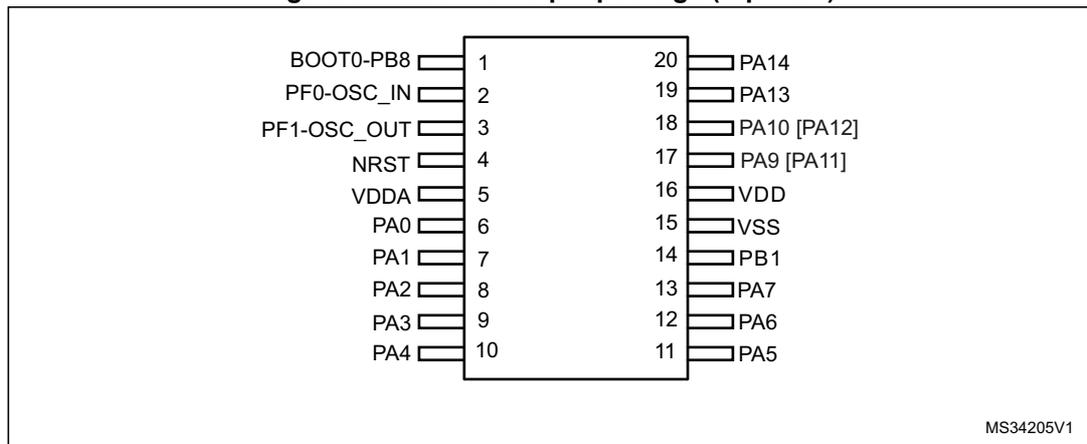 BOOT0-PB8 1 20 PA14
PF0-OSC_IN 2 19 PA13
PF1-OSC_OUT 3 18 PA10 [PA12]
NRST 4 17 PA9 [PA11]
VDDA 5 16 VDD
PA0 6 15 VSS
PA1 7 14 PB1
PA2 8 13 PA7
PA3 9 12 PA6
PA4 10 11 PA5
MS34205V1